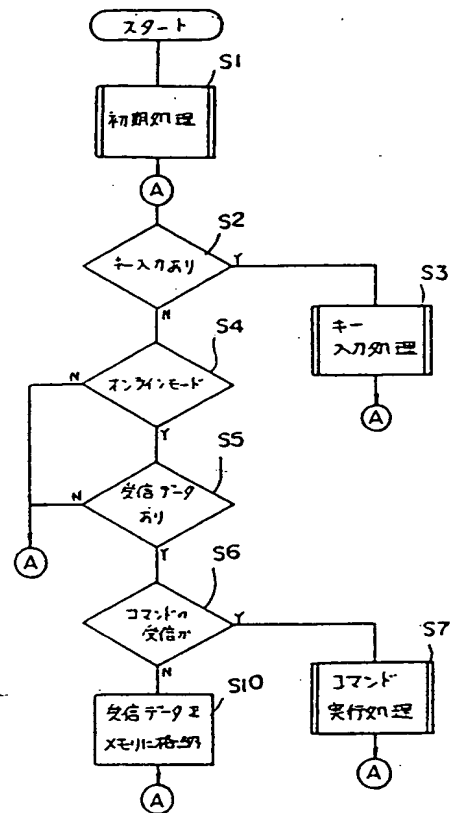 スタート
S1
初期処理
A
S2
キー入力あり
Y
N
S3
キー
入力処理
A
S4
オンラインモード
N
Y
S5
受信データ
あり
N
Y
A
S6
コマンドの
受信か
Y
N
S7
コマンド
実行処理
A
S10
受信データを
メモリに格納
A